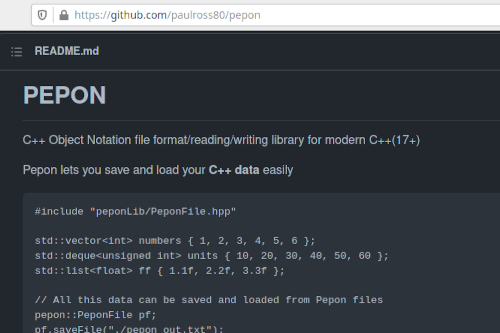 https://github.com/paulross80/pepon
README.md
PEPON
C++ Object Notation file format/reading/writing library for modern C++(17+)
Pepon lets you save and load your C++ data easily
#include "peponLib/PeponFile.hpp"
std::vector<int> numbers { 1, 2, 3, 4, 5, 6 };
std::deque<unsigned int> units { 10, 20, 30, 40, 50, 60 };
std::list<float> ff { 1.1f, 2.2f, 3.3f };
// All this data can be saved and loaded from Pepon files
pepon::PeponFile pf;
pf.saveFile("./pepon_out.txt");